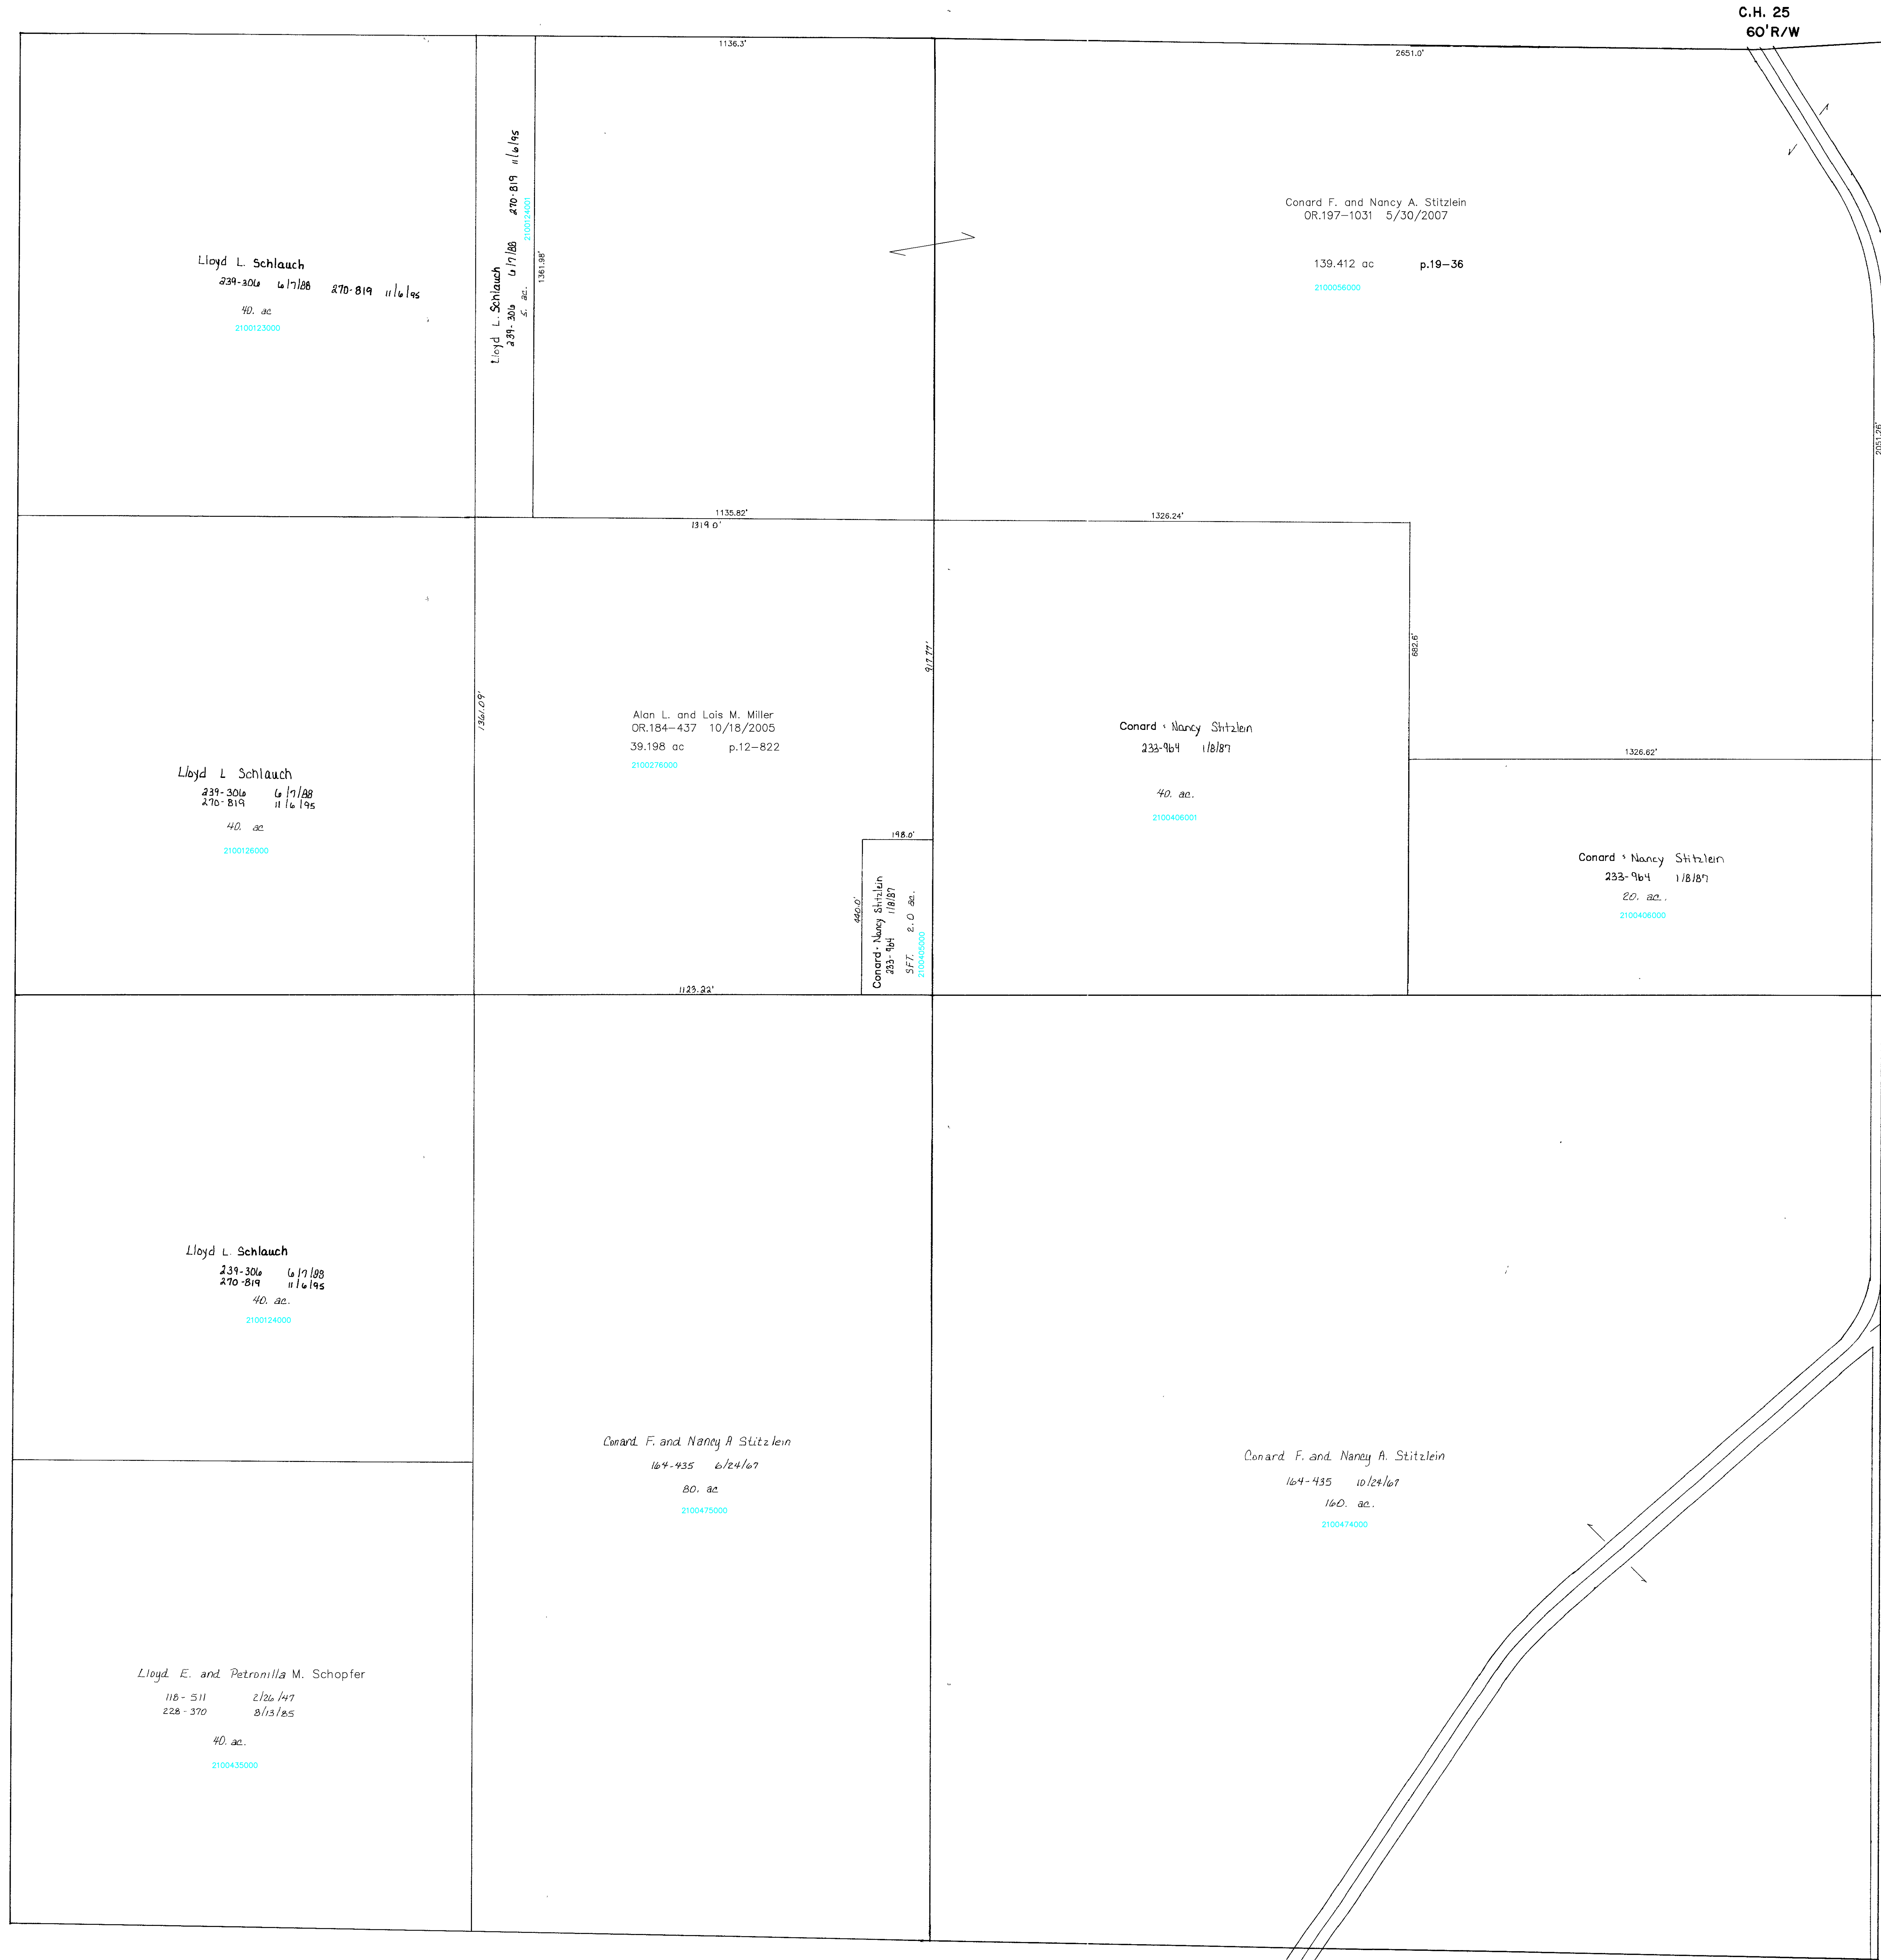 C.H. 25
60'R/W
1136.3'
2651.0'
Lloyd L. Schlauch
239-306 6/7/88 270-819 11/6/95
40. ac
2100123000
Lloyd L. Schlauch
239-306 6/7/88 270-819 11/6/95
5. ac.
2100124001
1361.98'
Conard F. and Nancy A. Stitzlein
OR.197-1031 5/30/2007
139.412 ac p.19-36
2100056000
2051.26'
1135.82'
1319.0'
1326.24'
Lloyd L Schlauch
239-306 6/7/88
270-819 11/6/95
40. ac
2100126000
1361.09'
Alan L. and Lois M. Miller
OR.184-437 10/18/2005
39.198 ac p.12-822
2100276000
917.77'
198.0'
440.0'
Conard & Nancy Stitzlein
233-964 1/8/87
S.F.T. 2.0 ac.
2100405000
1123.22'
Conard & Nancy Stitzlein
233-964 1/8/87
40. ac.
2100406001
682.6'
1326.62'
Conard & Nancy Stitzlein
233-964 1/8/87
20. ac.
2100406000
Lloyd L. Schlauch
239-306 6/7/88
270-819 11/6/95
40. ac.
2100124000
Conard F. and Nancy A Stitzlein
164-435 6/24/67
80. ac
2100475000
Conard F. and Nancy A. Stitzlein
164-435 10/24/67
160. ac.
2100474000
Lloyd E. and Petronilla M. Schopfer
118-511 2/26/47
228-370 8/13/85
40. ac.
2100438000